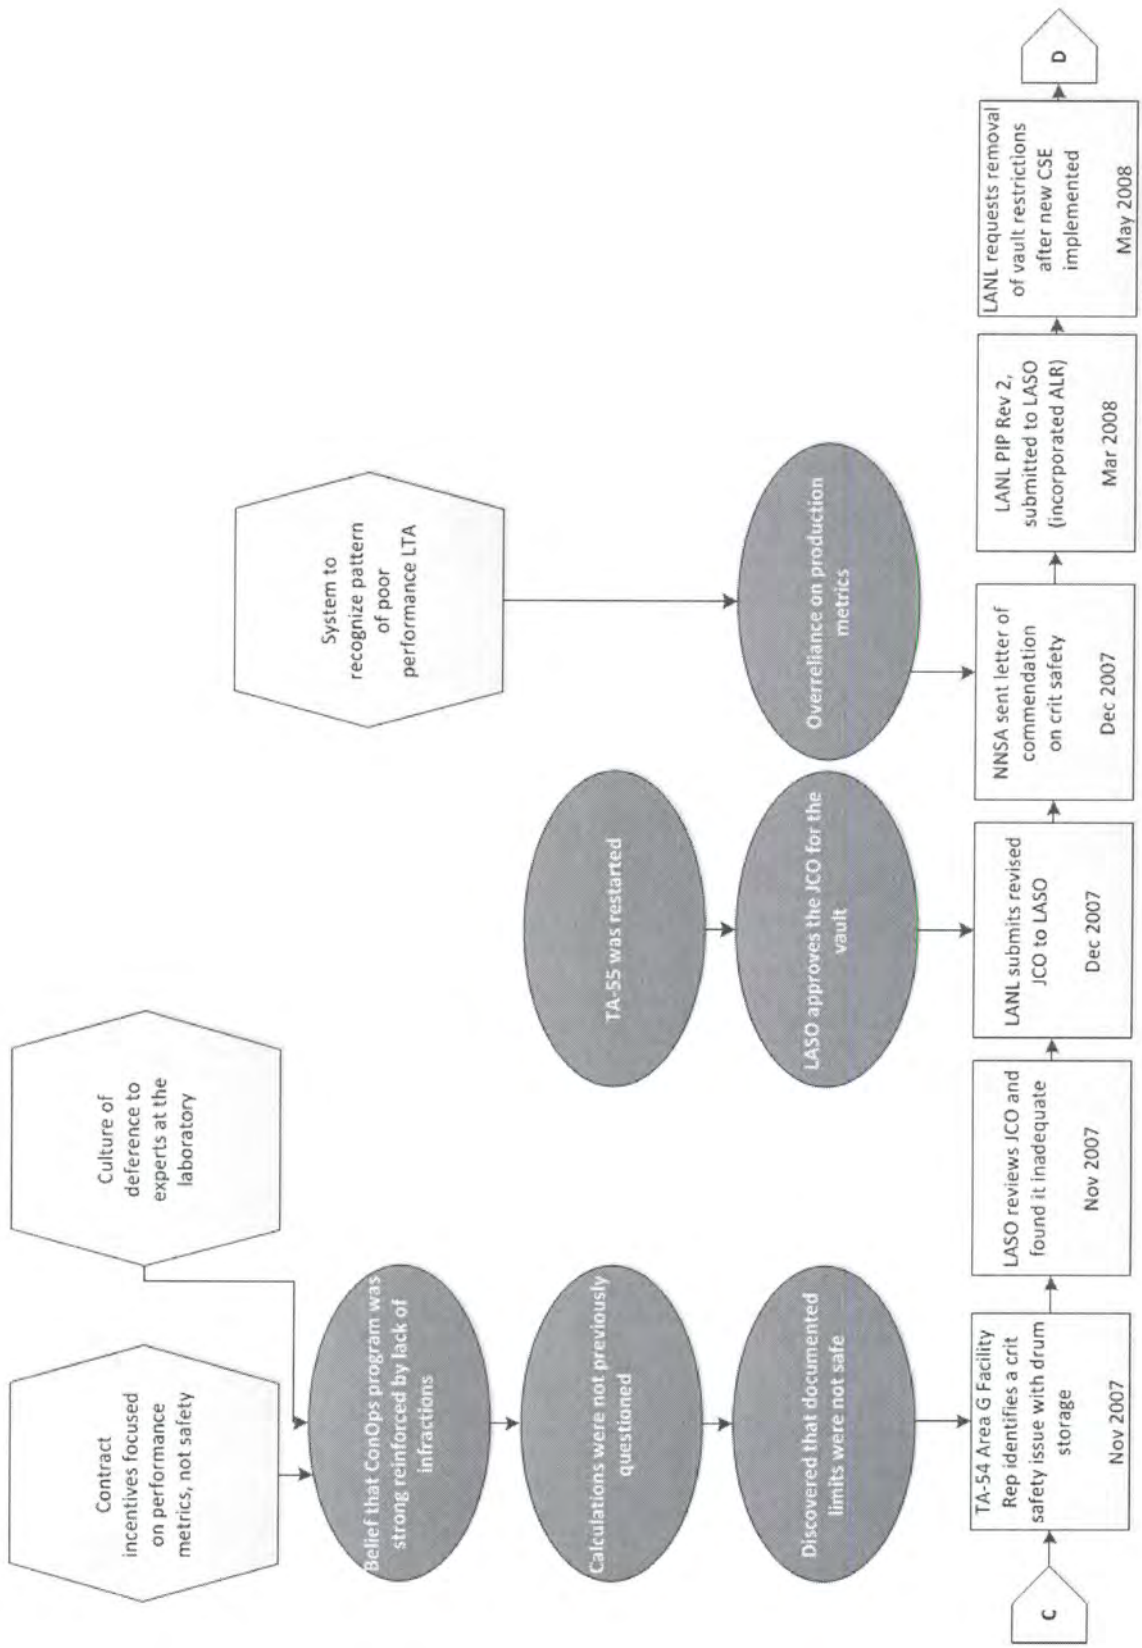 Contract
incentives focused
on performance
metrics, not safety
Culture of
deference to
experts at the
laboratory
System to
recognize pattern
of poor
performance LTA
Belief that ConOps program was
strong reinforced by lack of
infractions
TA-55 was restarted
Calculations were not previously
questioned
Discovered that documented
limits were not safe
LASO approves the JCO for the
vault
Overreliance on production
metrics
C
TA-54 Area G Facility
Rep identifies a crit
safety issue with drum
storage
Nov 2007
LASO reviews JCO and
found it inadequate
Nov 2007
LANL submits revised
JCO to LASO
Dec 2007
NNSA sent letter of
commendation
on crit safety
Dec 2007
LANL PIP Rev 2,
submitted to LASO
(incorporated ALR)
Mar 2008
LANL requests removal
of vault restrictions
after new CSE
implemented
May 2008
D